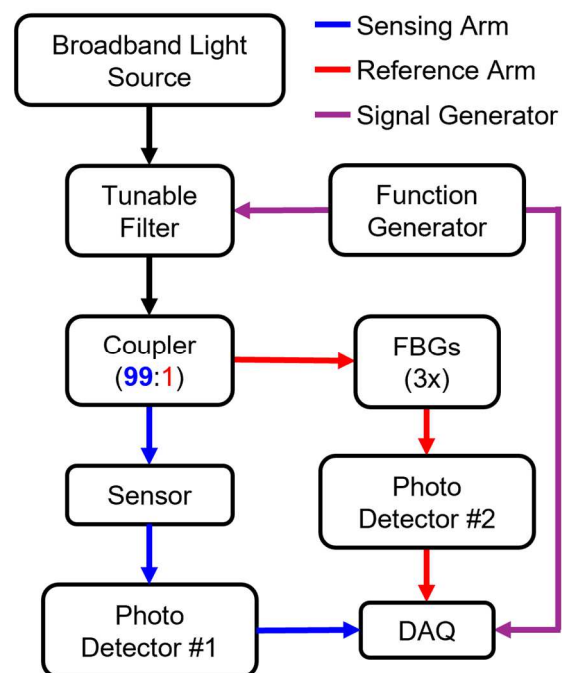 Broadband Light
Source
Sensing Arm
Reference Arm
Signal Generator
Tunable
Filter
Function
Generator
Coupler
(99:1)
FBGs
(3x)
Sensor
Photo
Detector #2
Photo
Detector #1
DAQ